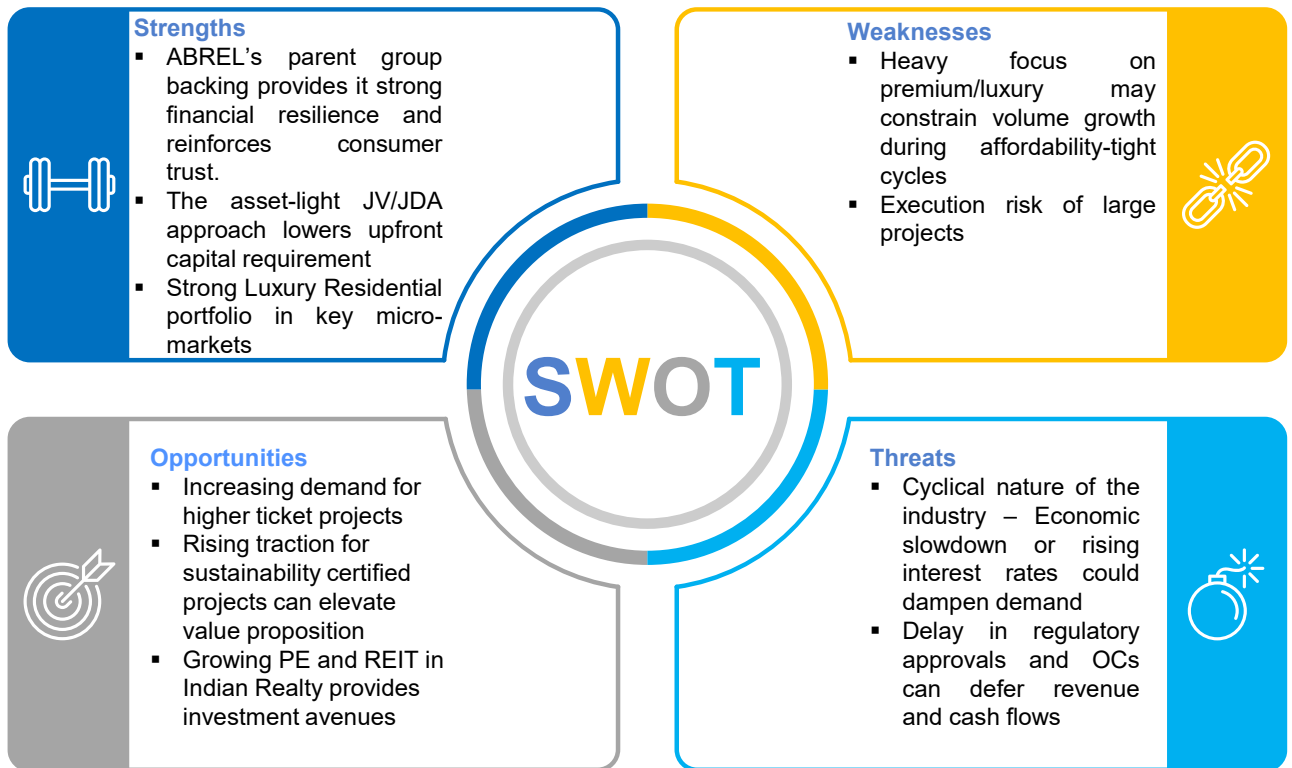 Strengths
▪ ABREL’s parent group
backing provides it strong
financial resilience and
reinforces consumer
trust.
▪ The asset-light JV/JDA
approach lowers upfront
capital requirement
▪ Strong Luxury Residential
portfolio in key micro-
markets
Weaknesses
▪ Heavy focus on
premium/luxury may
constrain volume growth
during affordability-tight
cycles
▪ Execution risk of large
projects
SWOT
Opportunities
▪ Increasing demand for
higher ticket projects
▪ Rising traction for
sustainability certified
projects can elevate
value proposition
▪ Growing PE and REIT in
Indian Realty provides
investment avenues
Threats
▪ Cyclical nature of the
industry – Economic
slowdown or rising
interest rates could
dampen demand
▪ Delay in regulatory
approvals and OCs
can defer revenue
and cash flows